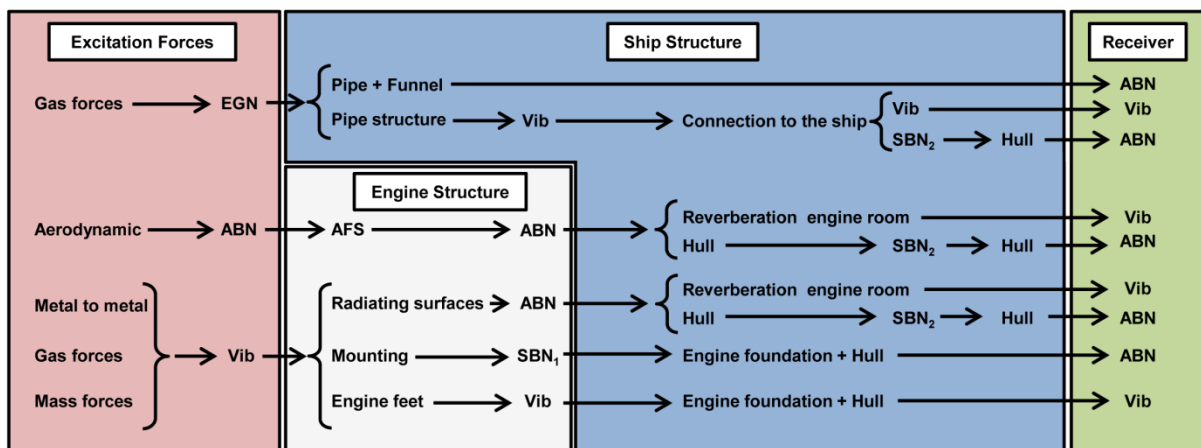 Excitation Forces Ship Structure Receiver
Pipe + Funnel ABN
Gas forces EGN Vib Vib
Pipe structure Vib Connection to the ship
SBN₂ Hull ABN
Engine Structure
Reverberation engine room Vib
Aerodynamic ABN AFS ABN
Hull SBN₂ Hull ABN
Reverberation engine room Vib
Metal to metal Radiating surfaces ABN
Hull SBN₂ Hull ABN
Gas forces Vib Mounting SBN₁ Engine foundation + Hull ABN
Mass forces Engine feet Vib Engine foundation + Hull Vib